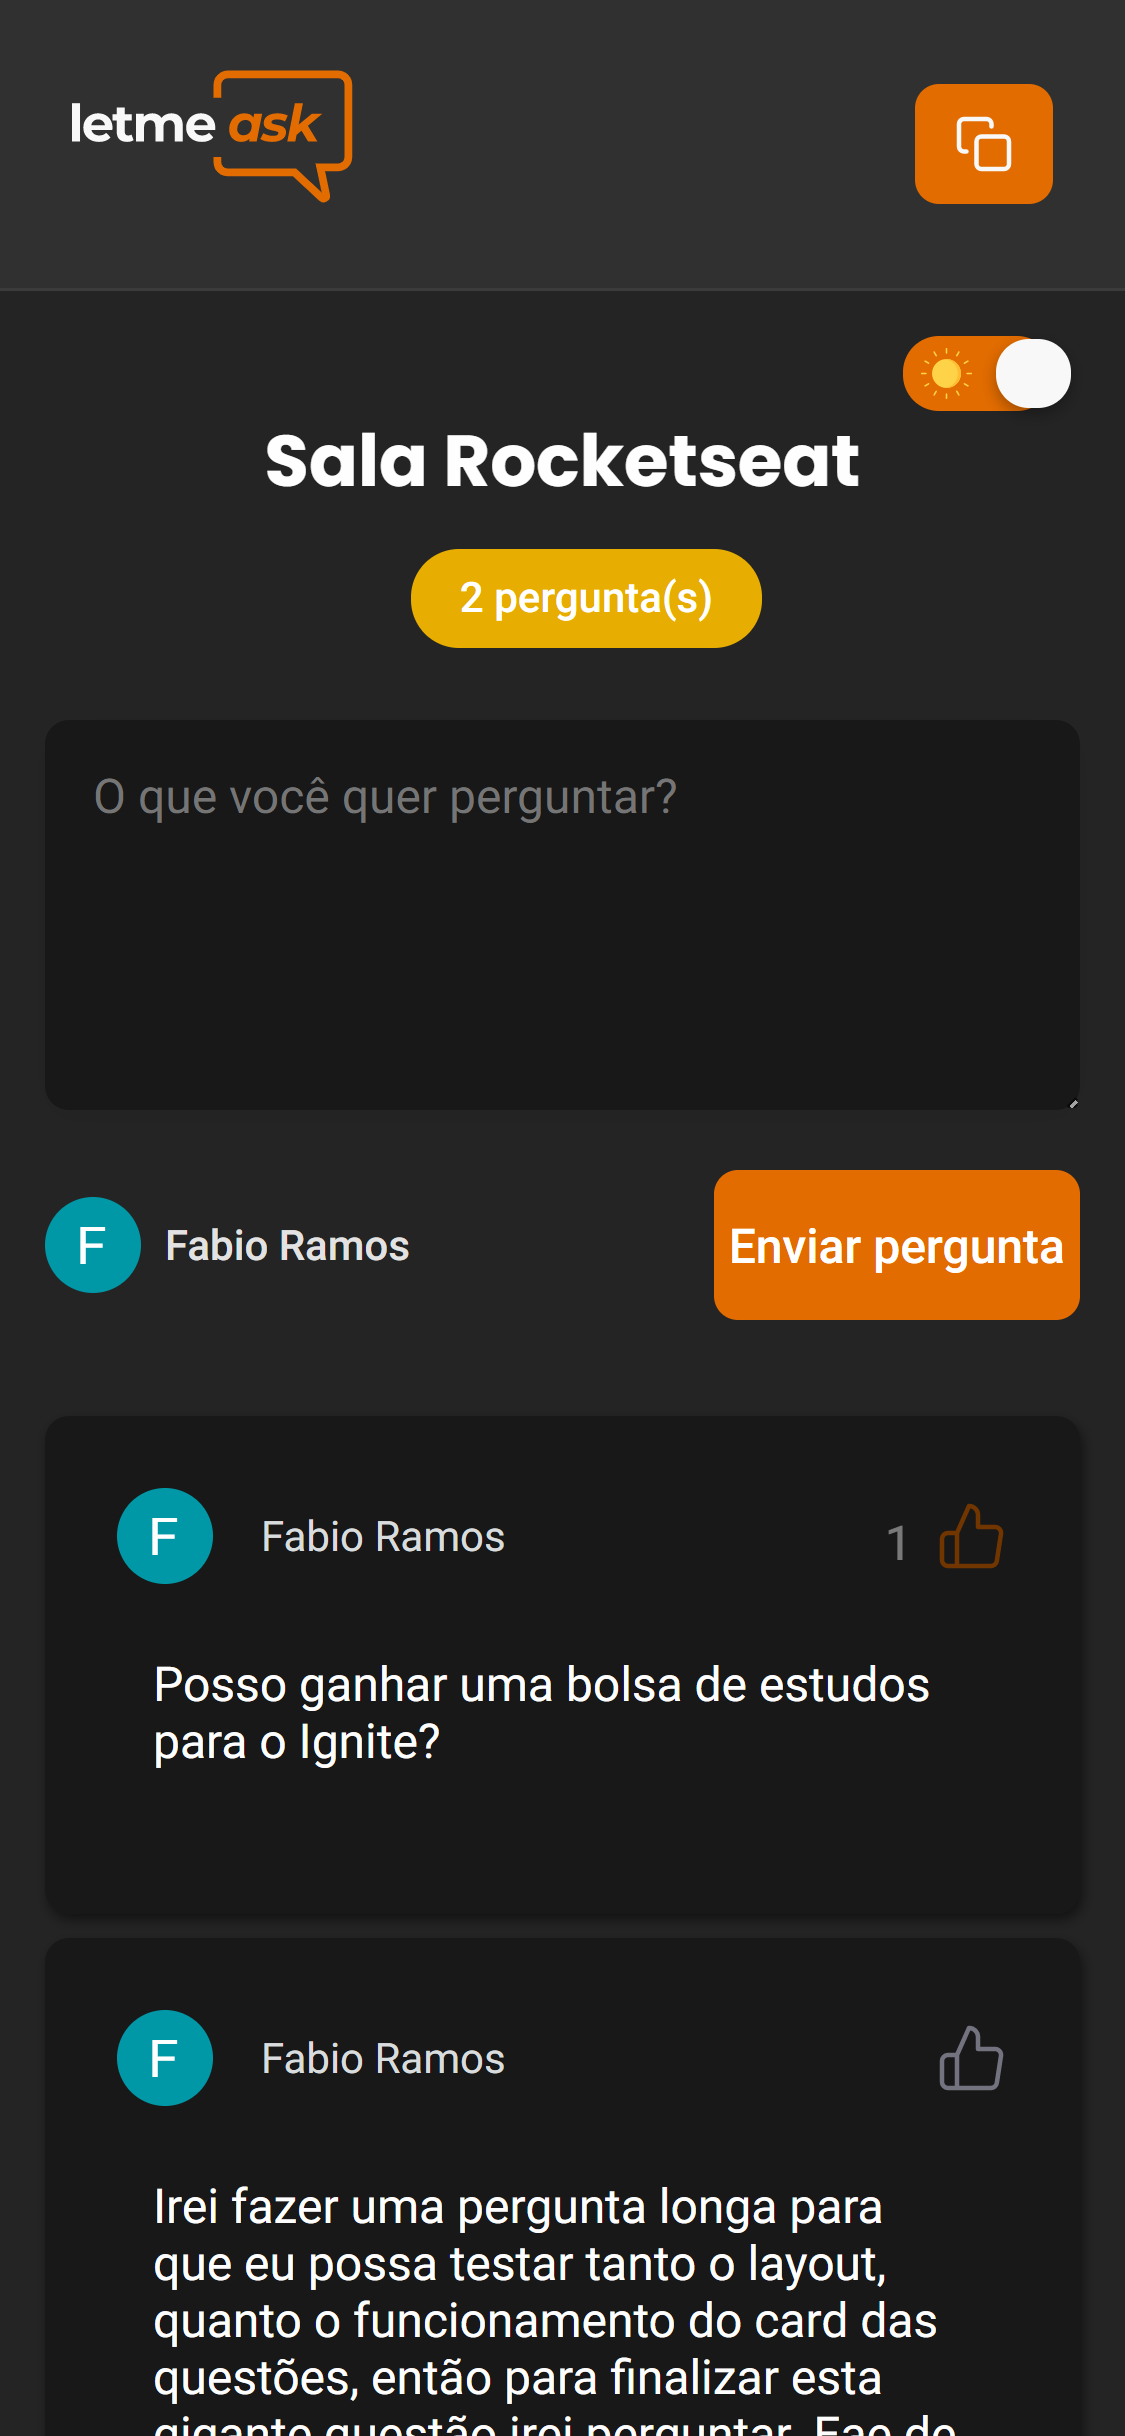 letme ask
Sala Rocketseat
2 pergunta(s)
O que você quer perguntar?
F Fabio Ramos
Enviar pergunta
F Fabio Ramos
1
Posso ganhar uma bolsa de estudos
para o Ignite?
F Fabio Ramos
Irei fazer uma pergunta longa para
que eu possa testar tanto o layout,
quanto o funcionamento do card das
questões, então para finalizar esta
gigante questão irei perguntar. Eae de